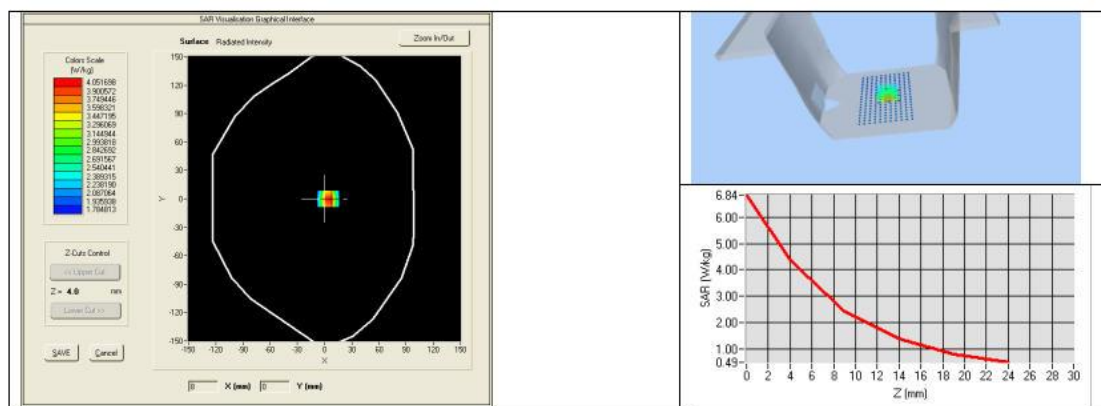 SAR Visualisation Graphical Interface
Surface Radiated Intensity
Zoom In/Out
Colors Scale
(W/kg)
4.051698
3.900572
3.749446
3.598321
3.447195
3.296069
3.144944
2.993818
2.842692
2.691567
2.540441
2.389315
2.238190
2.087064
1.935938
1.784813
Z-Cuts Control
<< Upper Cut
Z = 4.0 mm
Lower Cut >>
SAVE Cancel
150
120
90
60
30
0
-30
-60
-90
-120
-150
Y
-150 -120 -90 -60 -30 0 30 60 90 120 150
X
0 X (mm) 0 Y (mm)
6.84
6.00
5.00
4.00
3.00
2.00
1.00
0.49
SAR (W/kg)
0 2 4 6 8 10 12 14 16 18 20 22 24 26 28 30
Z (mm)